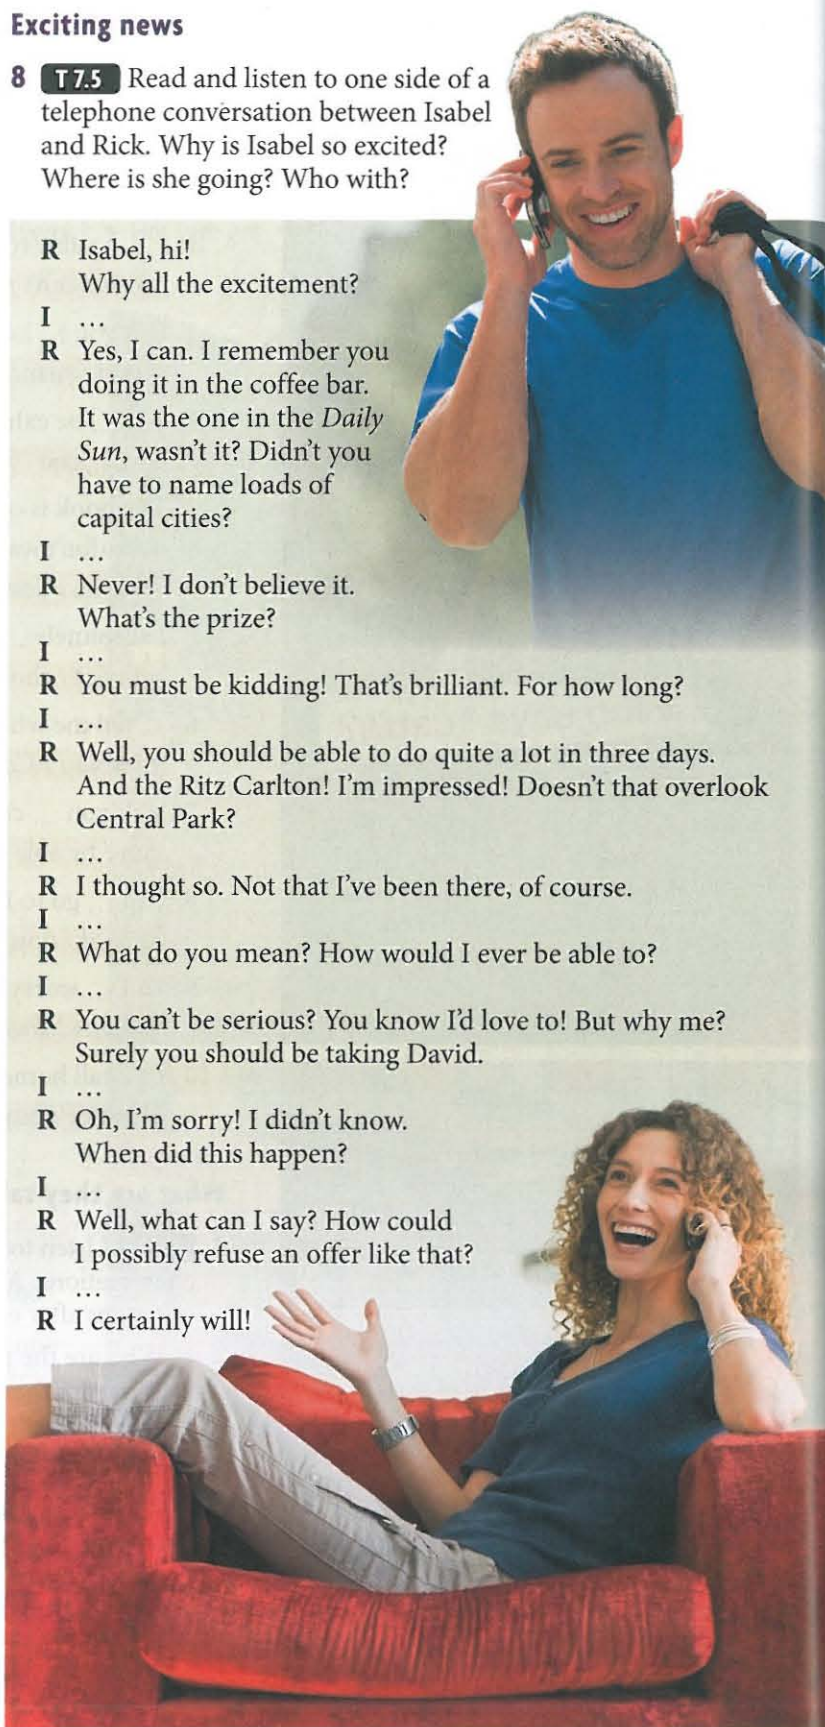 Exciting news
8 T 7.5 Read and listen to one side of a
telephone conversation between Isabel
and Rick. Why is Isabel so excited?
Where is she going? Who with?
R Isabel, hi!
Why all the excitement?
I ...
R Yes, I can. I remember you
doing it in the coffee bar.
It was the one in the Daily
Sun, wasn't it? Didn't you
have to name loads of
capital cities?
I ...
R Never! I don't believe it.
What's the prize?
I ...
R You must be kidding! That's brilliant. For how long?
I ...
R Well, you should be able to do quite a lot in three days.
And the Ritz Carlton! I'm impressed! Doesn't that overlook
Central Park?
I ...
R I thought so. Not that I've been there, of course.
I ...
R What do you mean? How would I ever be able to?
I ...
R You can't be serious? You know I'd love to! But why me?
Surely you should be taking David.
I ...
R Oh, I'm sorry! I didn't know.
When did this happen?
I ...
R Well, what can I say? How could
I possibly refuse an offer like that?
I ...
R I certainly will!